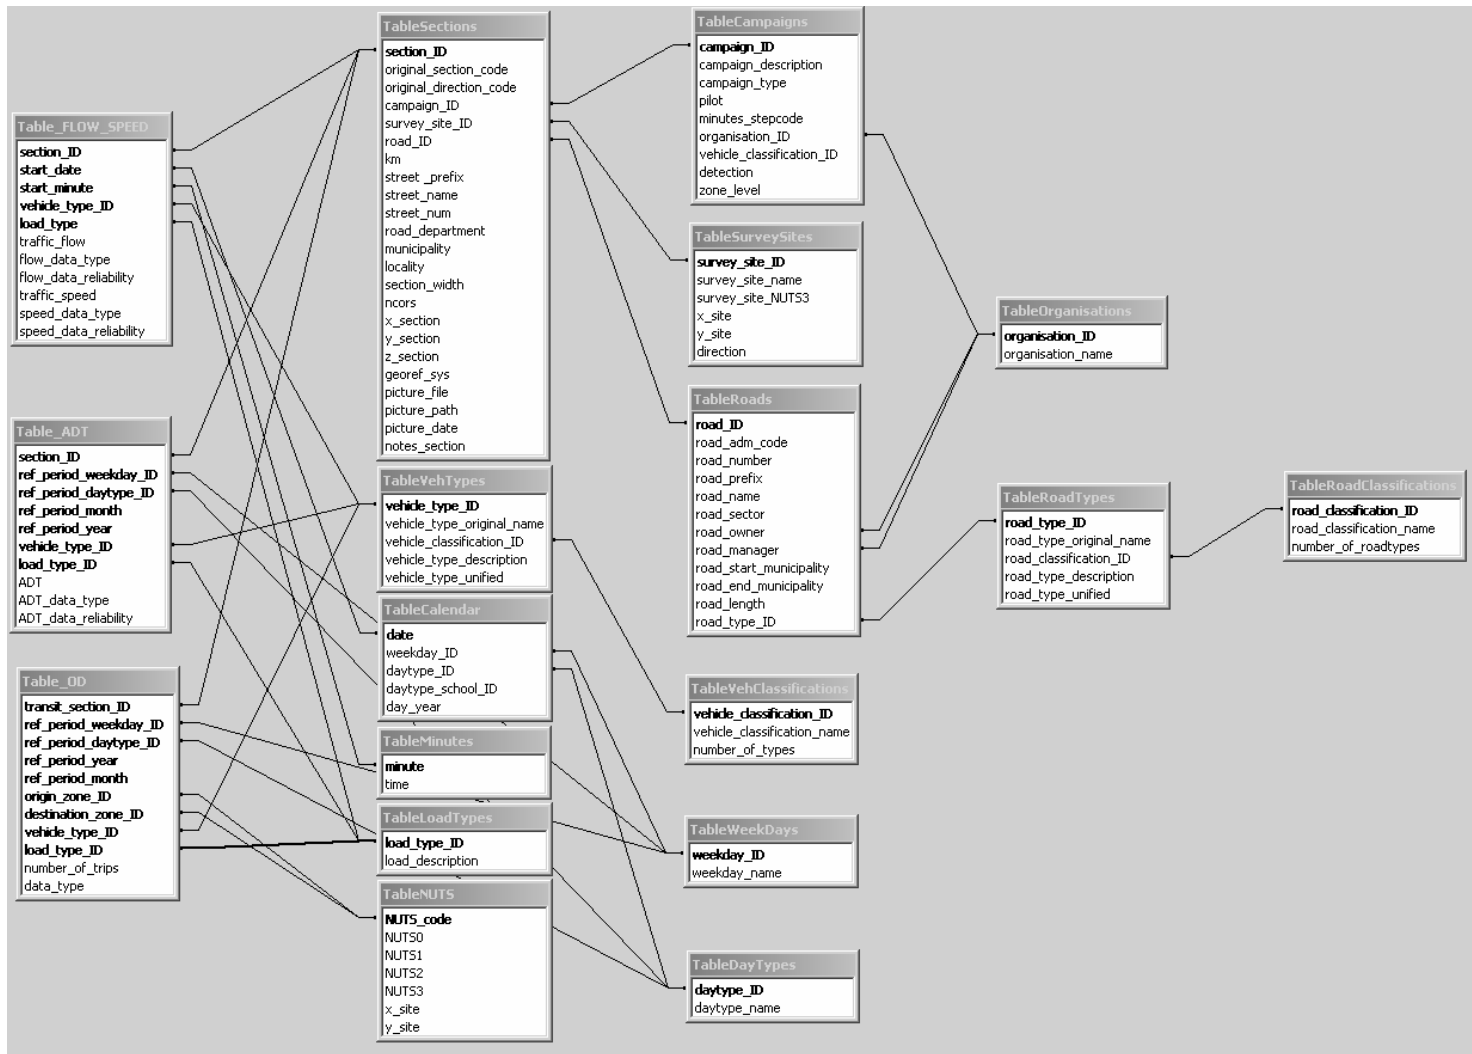 TableSections
section_ID
original_section_code
original_direction_code
campaign_ID
survey_site_ID
road_ID
km
street _prefix
street_name
street_num
road_department
municipality
locality
section_width
ncors
x_section
y_section
z_section
georef_sys
picture_file
picture_path
picture_date
notes_section
TableCampaigns
campaign_ID
campaign_description
campaign_type
pilot
minutes_stepcode
organisation_ID
vehicle_classification_ID
detection
zone_level
Table_FLOW_SPEED
section_ID
start_date
start_minute
vehicle_type_ID
load_type
traffic_flow
flow_data_type
flow_data_reliability
traffic_speed
speed_data_type
speed_data_reliability
TableSurveySites
survey_site_ID
survey_site_name
survey_site_NUTS3
x_site
y_site
direction
TableOrganisations
organisation_ID
organisation_name
TableRoads
road_ID
road_adm_code
road_number
road_prefix
road_name
road_sector
road_owner
road_manager
road_start_municipality
road_end_municipality
road_length
road_type_ID
Table_ADT
section_ID
ref_period_weekday_ID
ref_period_daytype_ID
ref_period_month
ref_period_year
vehicle_type_ID
load_type_ID
ADT
ADT_data_type
ADT_data_reliability
TableVehTypes
vehicle_type_ID
vehicle_type_original_name
vehicle_classification_ID
vehicle_type_description
vehicle_type_unified
TableRoadTypes
road_type_ID
road_type_original_name
road_classification_ID
road_type_description
road_type_unified
TableRoadClassifications
road_classification_ID
road_classification_name
number_of_roadtypes
TableCalendar
date
weekday_ID
daytype_ID
daytype_school_ID
day_year
Table_OD
transit_section_ID
ref_period_weekday_ID
ref_period_daytype_ID
ref_period_year
ref_period_month
origin_zone_ID
destination_zone_ID
vehicle_type_ID
load_type_ID
number_of_trips
data_type
TableVehClassifications
vehicle_classification_ID
vehicle_classification_name
number_of_types
TableMinutes
minute
time
TableLoadTypes
load_type_ID
load_description
TableWeekDays
weekday_ID
weekday_name
TableNUTS
NUTS_code
NUTS0
NUTS1
NUTS2
NUTS3
x_site
y_site
TableDayTypes
daytype_ID
daytype_name